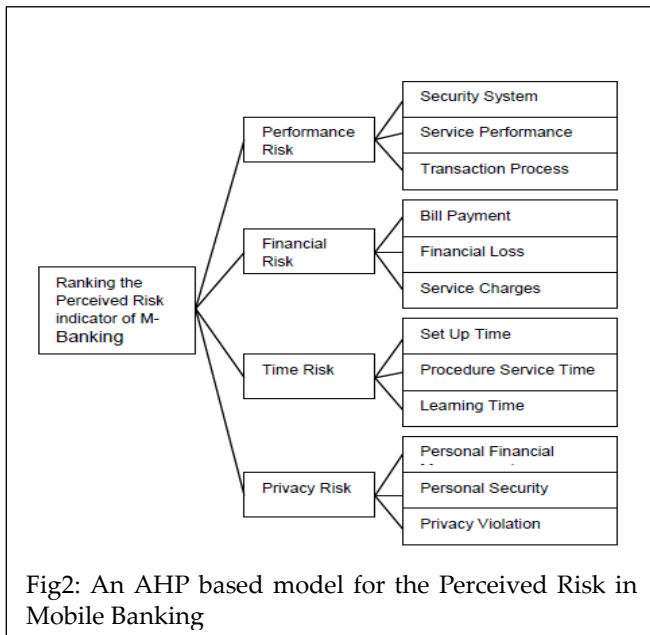 Security System
Performance
Risk
Service Performance
Transaction Process
Bill Payment
Financial
Risk
Financial Loss
Service Charges
Ranking the
Perceived Risk
indicator of M-
Banking
Set Up Time
Time Risk
Procedure Service Time
Learning Time
Personal Financial
Privacy Risk
Personal Security
Privacy Violation
Fig2: An AHP based model for the Perceived Risk in
Mobile Banking